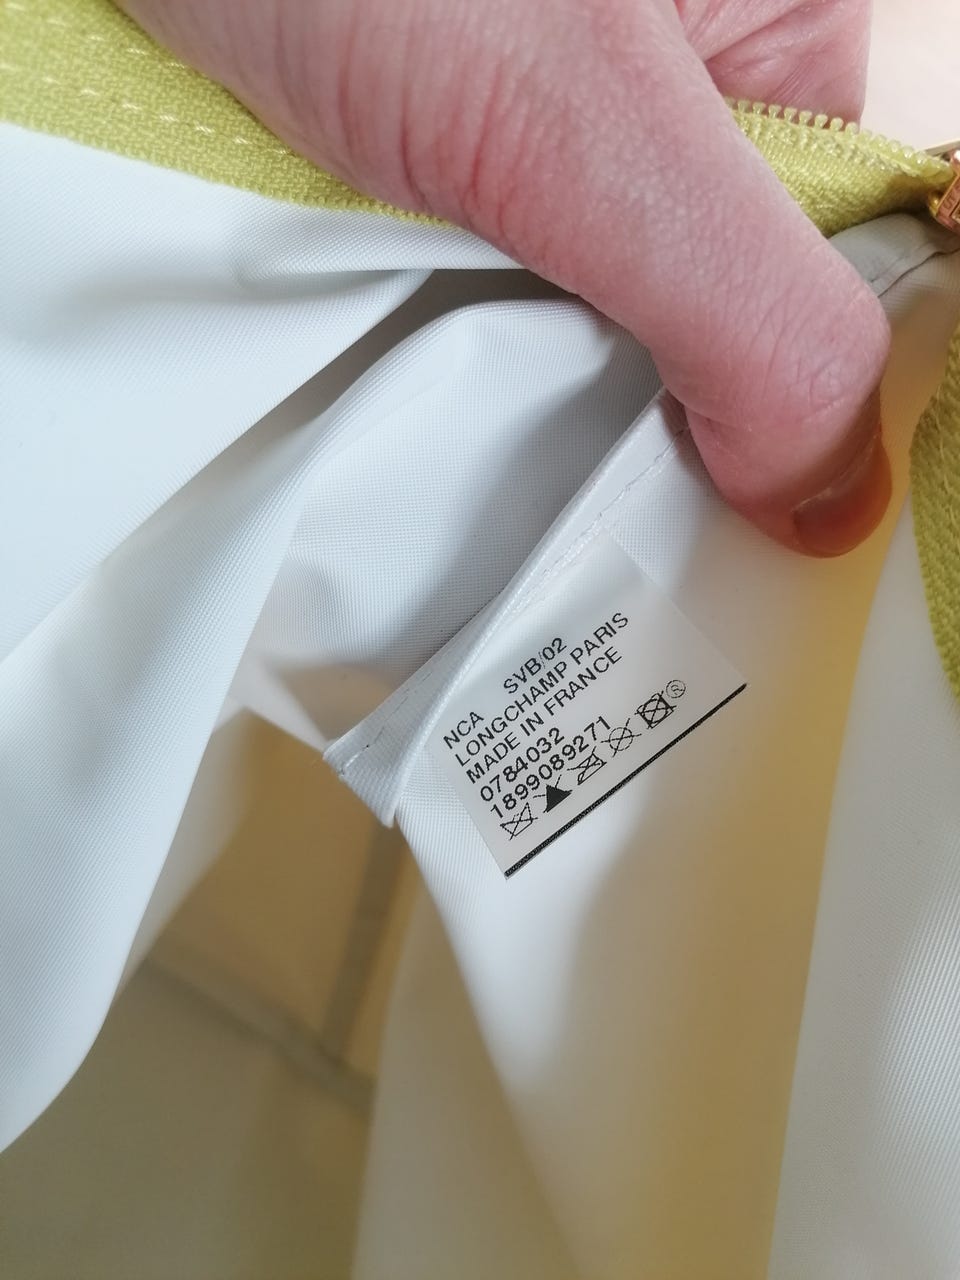 NCA SVB/02
LONGCHAMP PARIS
MADE IN FRANCE
0784032
1899089271
®